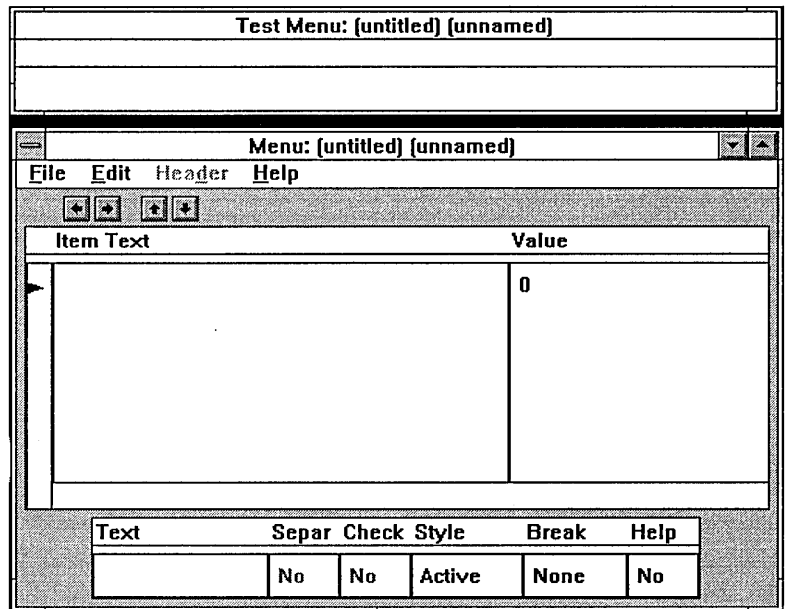 Test Menu: (untitled) (unnamed)
Menu: (untitled) (unnamed)
File Edit Header Help
Item Text Value
0
Text Separ Check Style Break Help
No No Active None No